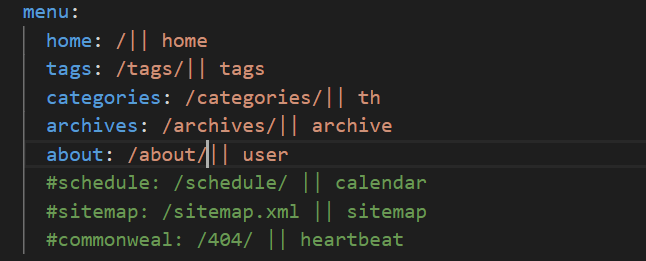 menu:
home: /|| home
tags: /tags/|| tags
categories: /categories/|| th
archives: /archives/|| archive
about: /about/|| user
#schedule: /schedule/ || calendar
#sitemap: /sitemap.xml || sitemap
#commonweal: /404/ || heartbeat